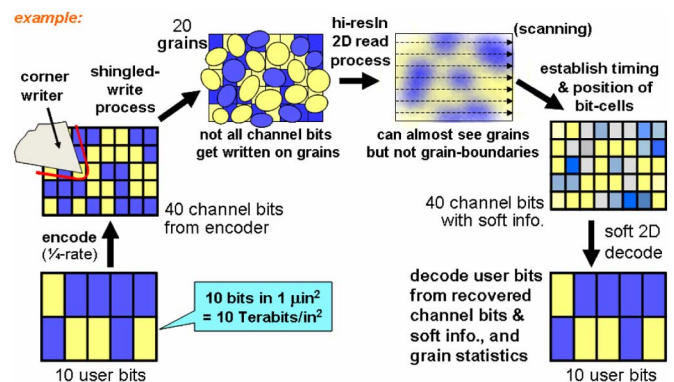 example:
corner
writer
shingled-
write
process
20
grains
not all channel bits
get written on grains
hi-resln
2D read
process
(scanning)
can almost see grains
but not grain-boundaries
establish timing
& position of
bit-cells
40 channel bits
from encoder
40 channel bits
with soft info.
encode
(¼-rate)
soft 2D
decode
10 bits in 1 µin²
= 10 Terabits/in²
decode user bits
from recovered
channel bits &
soft info., and
grain statistics
10 user bits
10 user bits